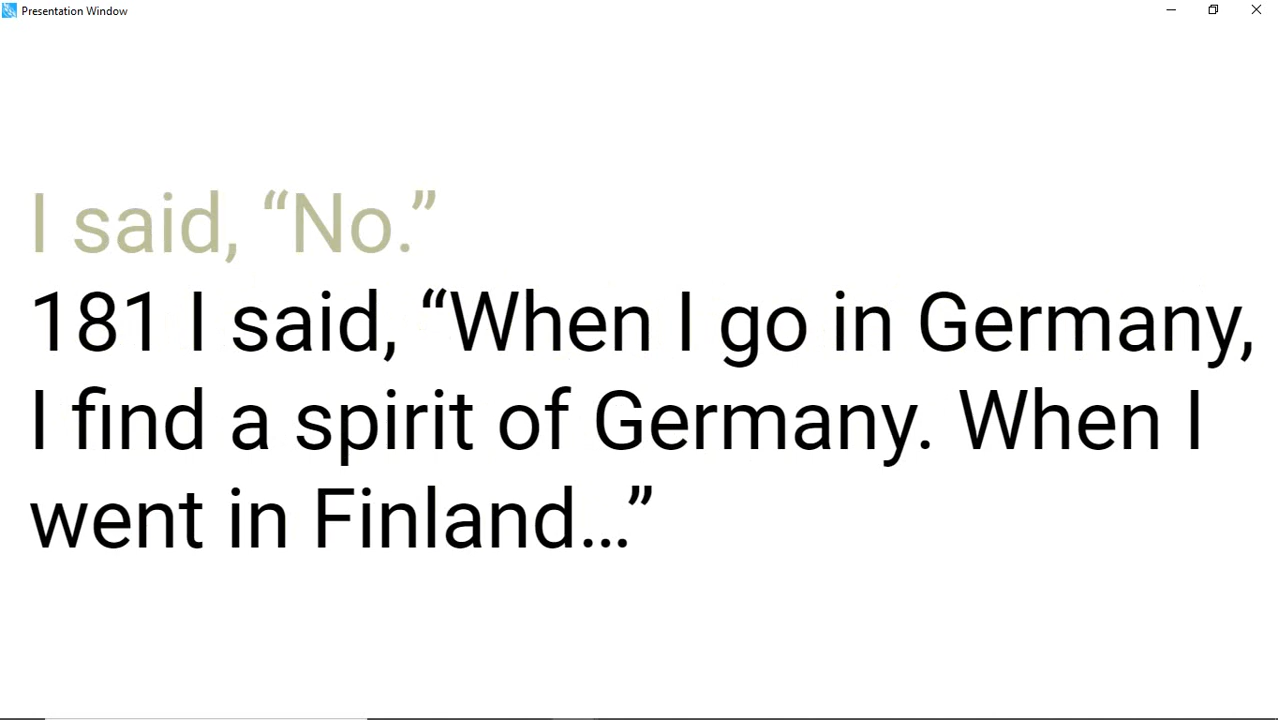 Presentation Window
I said, “No.”
181 I said, “When I go in Germany,
I find a spirit of Germany. When I
went in Finland…”